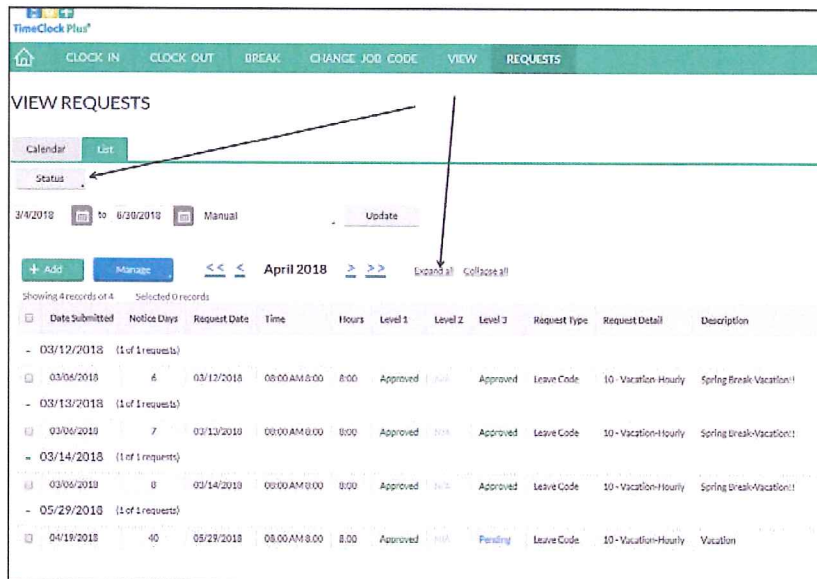 TimeClock Plus®
CLOCK IN CLOCK OUT BREAK CHANGE JOB CODE VIEW REQUESTS
VIEW REQUESTS
Calendar List
Status
3/4/2018 to 6/30/2018 Manual Update
+ Add Manage << < April 2018 > >> Expand all Collapse all
Showing 4 records of 4 Selected 0 records
Date Submitted Notice Days Request Date Time Hours Level 1 Level 2 Level 3 Request Type Request Detail Description
- 03/12/2018 (1 of 1 requests)
03/06/2018 6 03/12/2018 08:00 AM 8:00 8:00 Approved N/A Approved Leave Code 10 - Vacation-Hourly Spring Break-Vacation!!
- 03/13/2018 (1 of 1 requests)
03/06/2018 7 03/13/2018 08:00 AM 8:00 8:00 Approved N/A Approved Leave Code 10 - Vacation-Hourly Spring Break-Vacation!!
- 03/14/2018 (1 of 1 requests)
03/06/2018 8 03/14/2018 08:00 AM 8:00 8:00 Approved N/A Approved Leave Code 10 - Vacation-Hourly Spring Break-Vacation!!
- 05/29/2018 (1 of 1 requests)
04/19/2018 40 05/29/2018 08:00 AM 8:00 8:00 Approved N/A Pending Leave Code 10 - Vacation-Hourly Vacation